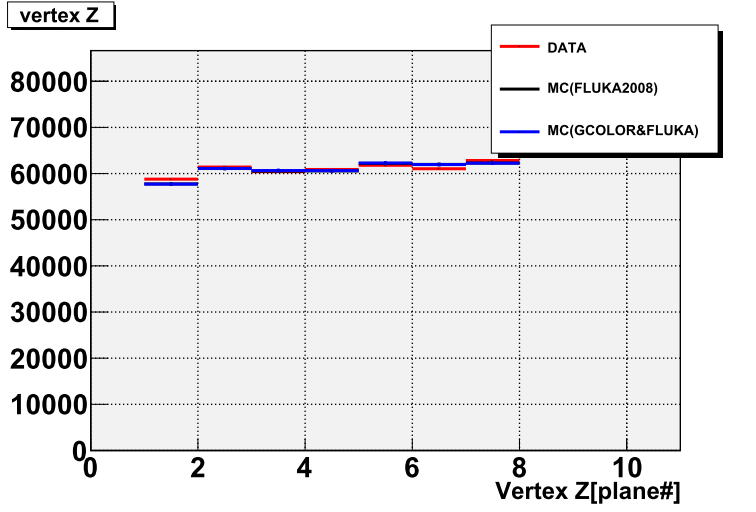 vertex Z
DATA
MC(FLUKA2008)
MC(GCOLOR&FLUKA)
80000
70000
60000
50000
40000
30000
20000
10000
0
0 2 4 6 8 10
Vertex Z[plane#]